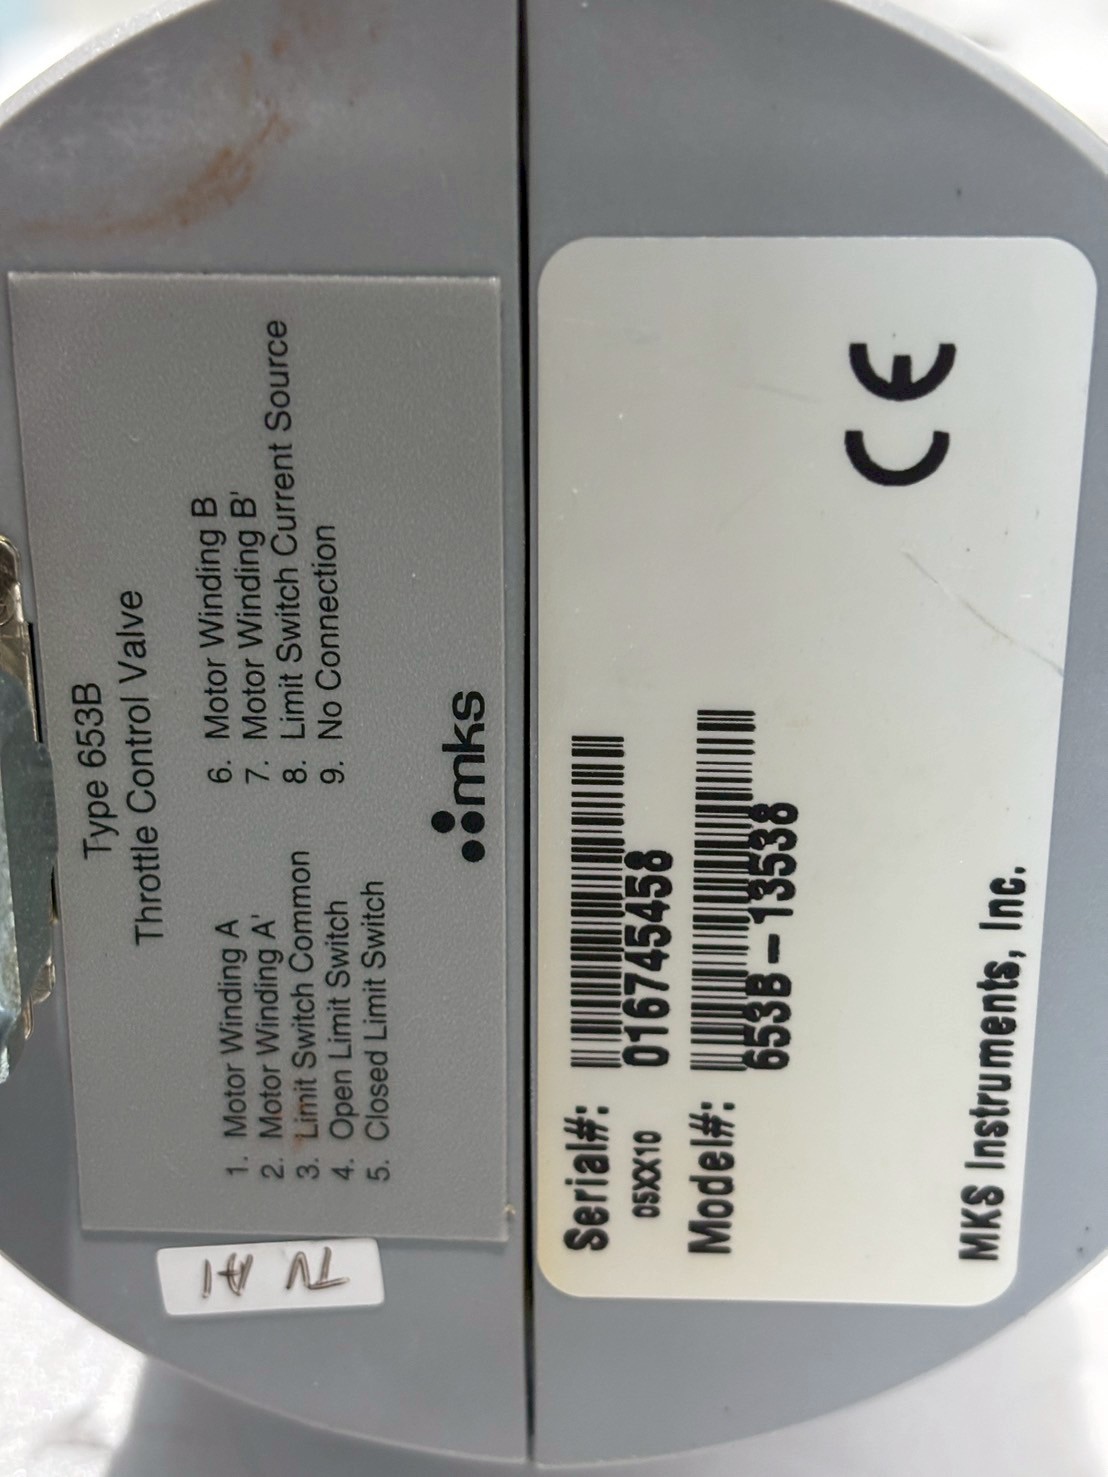 Type 653B
Throttle Control Valve
1. Motor Winding A
2. Motor Winding A'
3. Limit Switch Common
4. Open Limit Switch
5. Closed Limit Switch
6. Motor Winding B
7. Motor Winding B'
8. Limit Switch Current Source
9. No Connection
mks
Serial#:
016745458
05XX10
Model#:
653B-13538
MKS Instruments, Inc.
CE